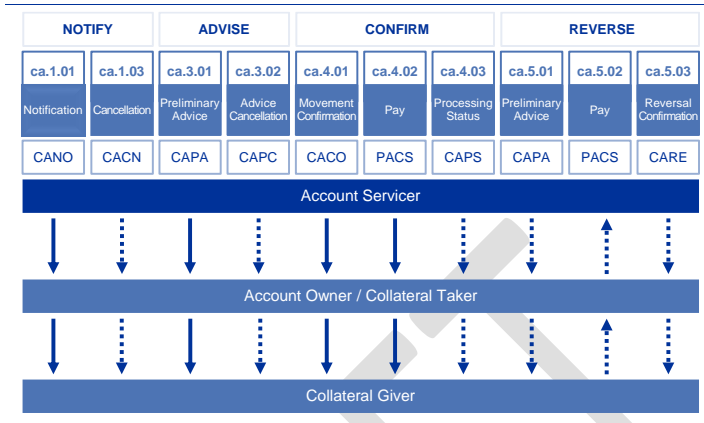 NOTIFY ADVISE CONFIRM REVERSE
ca.1.01 ca.1.03 ca.3.01 ca.3.02 ca.4.01 ca.4.02 ca.4.03 ca.5.01 ca.5.02 ca.5.03
Notification Cancellation Preliminary Advice Advice Cancellation Movement Confirmation Pay Processing Status Preliminary Advice Pay Reversal Confirmation
CANO CACN CAPA CAPC CACO PACS CAPS CAPA PACS CARE
Account Servicer
Account Owner / Collateral Taker
Collateral Giver